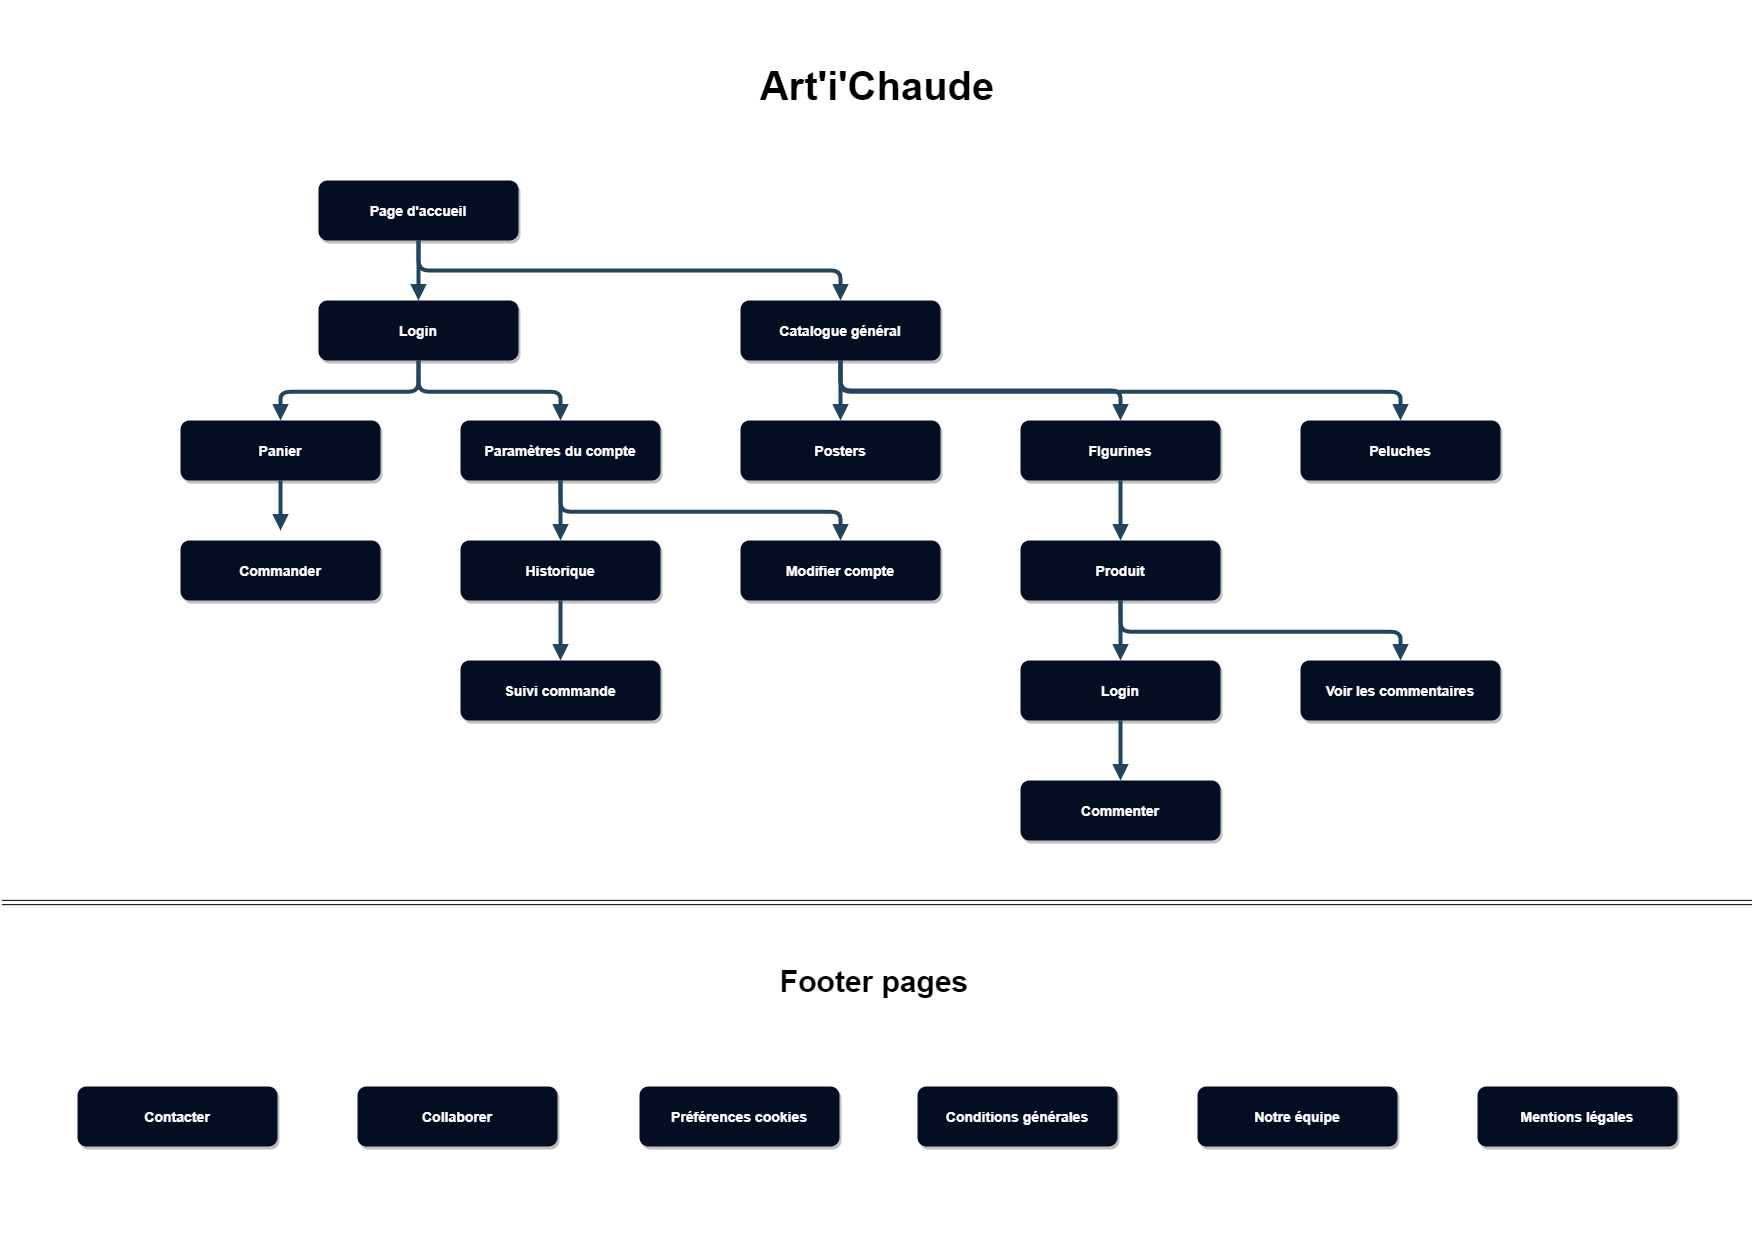 Art'i'Chaude
Page d'accueil
Login
Catalogue général
Panier
Paramètres du compte
Posters
FIgurines
Peluches
Commander
Historique
Modifier compte
Produit
Suivi commande
Login
Voir les commentaires
Commenter
Footer pages
Contacter
Collaborer
Préférences cookies
Conditions générales
Notre équipe
Mentions légales